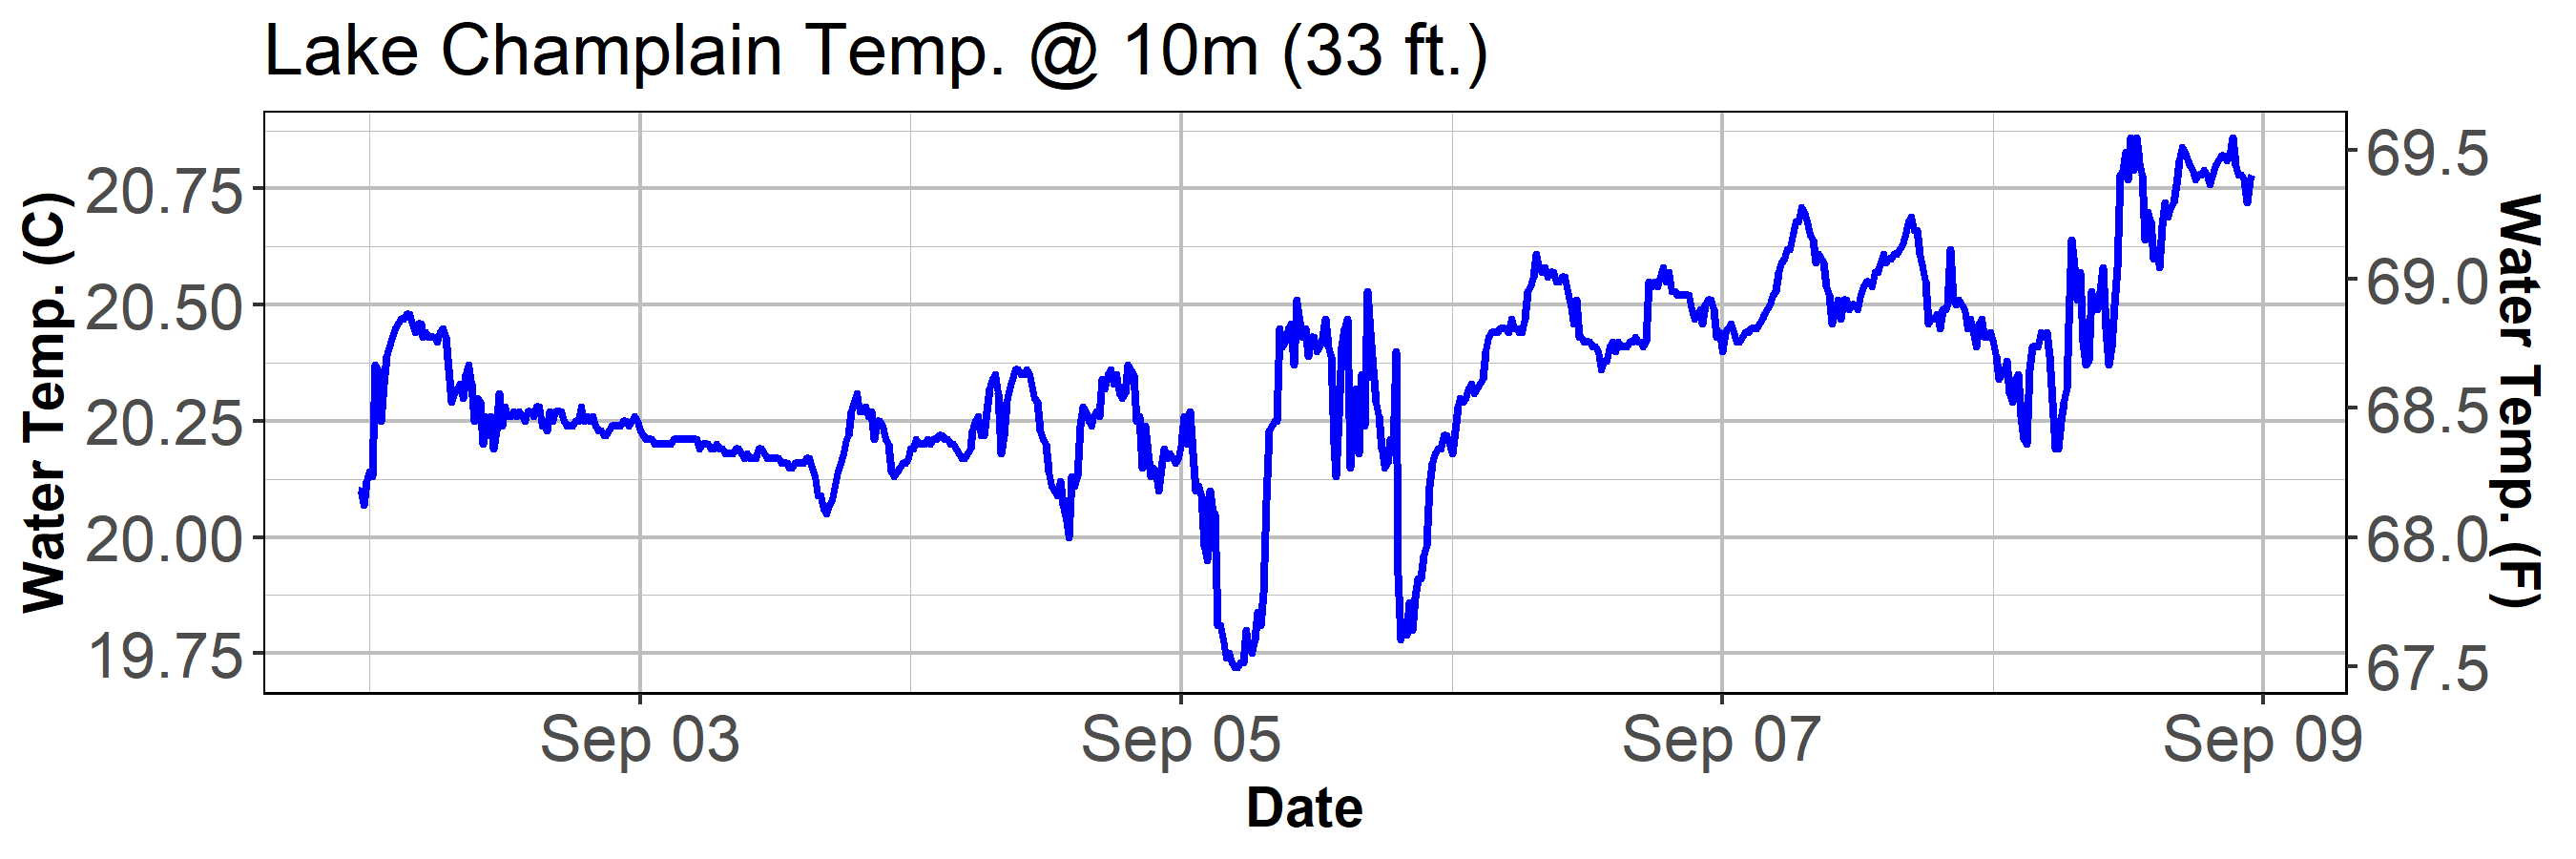 Lake Champlain Temp. @ 10m (33 ft.)
Water Temp. (C)
20.75
20.50
20.25
20.00
19.75
69.5
69.0
68.5
68.0
67.5
Water Temp. (F)
Sep 03
Sep 05
Sep 07
Sep 09
Date